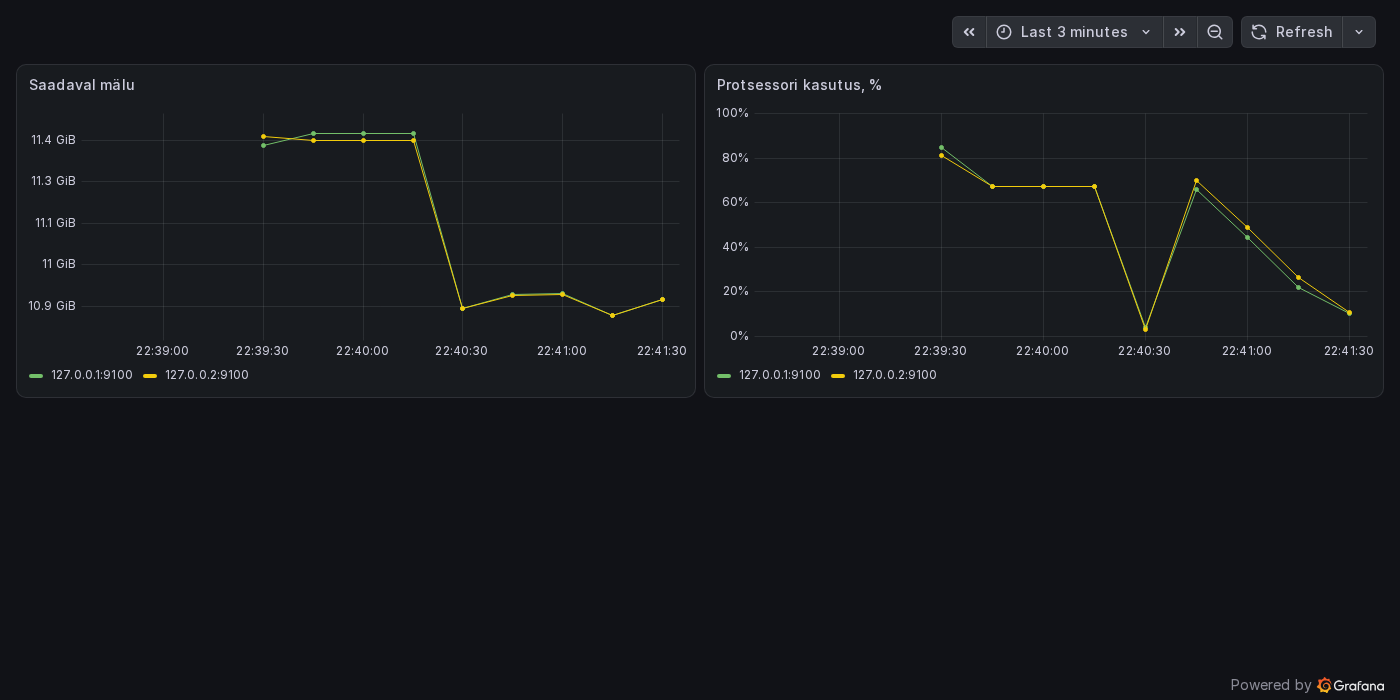 Last 3 minutes
Refresh
Saadaval mälu
11.4 GiB
11.3 GiB
11.1 GiB
11 GiB
10.9 GiB
22:39:00 22:39:30 22:40:00 22:40:30 22:41:00 22:41:30
127.0.0.1:9100 127.0.0.2:9100
Protsessori kasutus, %
100%
80%
60%
40%
20%
0%
22:39:00 22:39:30 22:40:00 22:40:30 22:41:00 22:41:30
127.0.0.1:9100 127.0.0.2:9100
Powered by Grafana